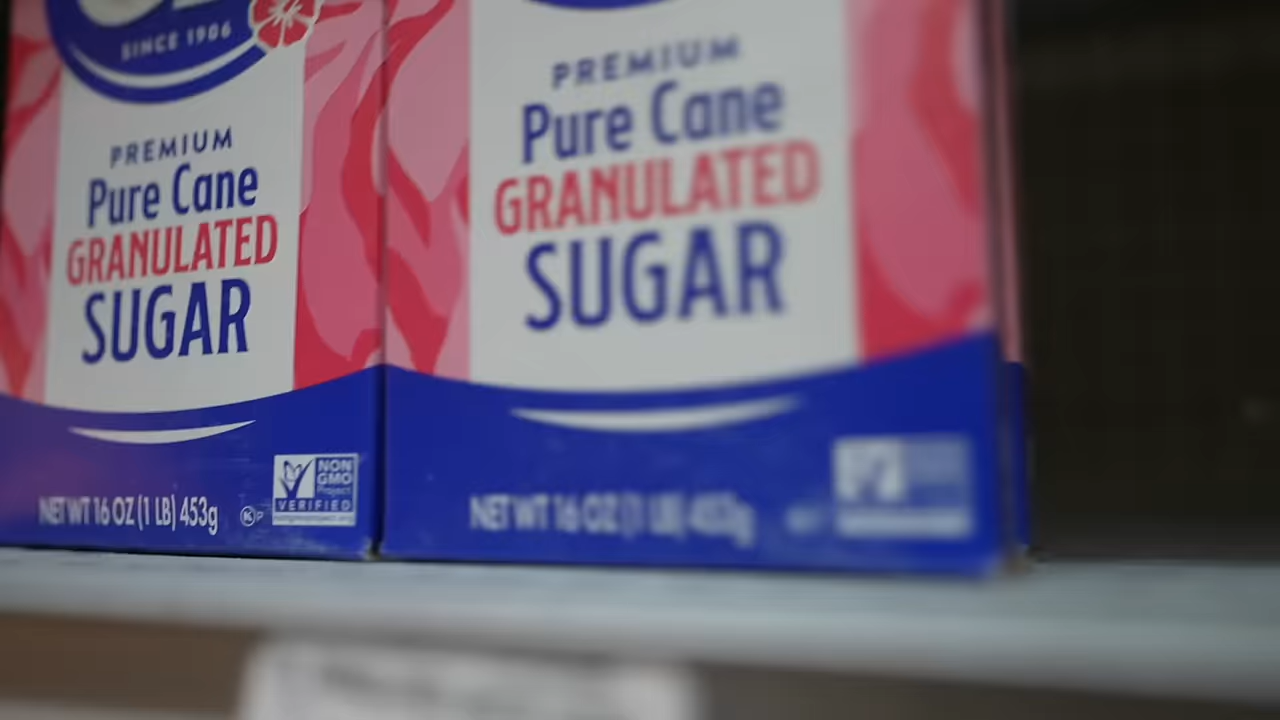 SINCE 1906
PREMIUM
Pure Cane
GRANULATED
SUGAR
NET WT 16 OZ (1 LB) 453g
K P
NON
GMO
Project
VERIFIED
PREMIUM
Pure Cane
GRANULATED
SUGAR
NET WT 16 OZ (1 LB) 453g